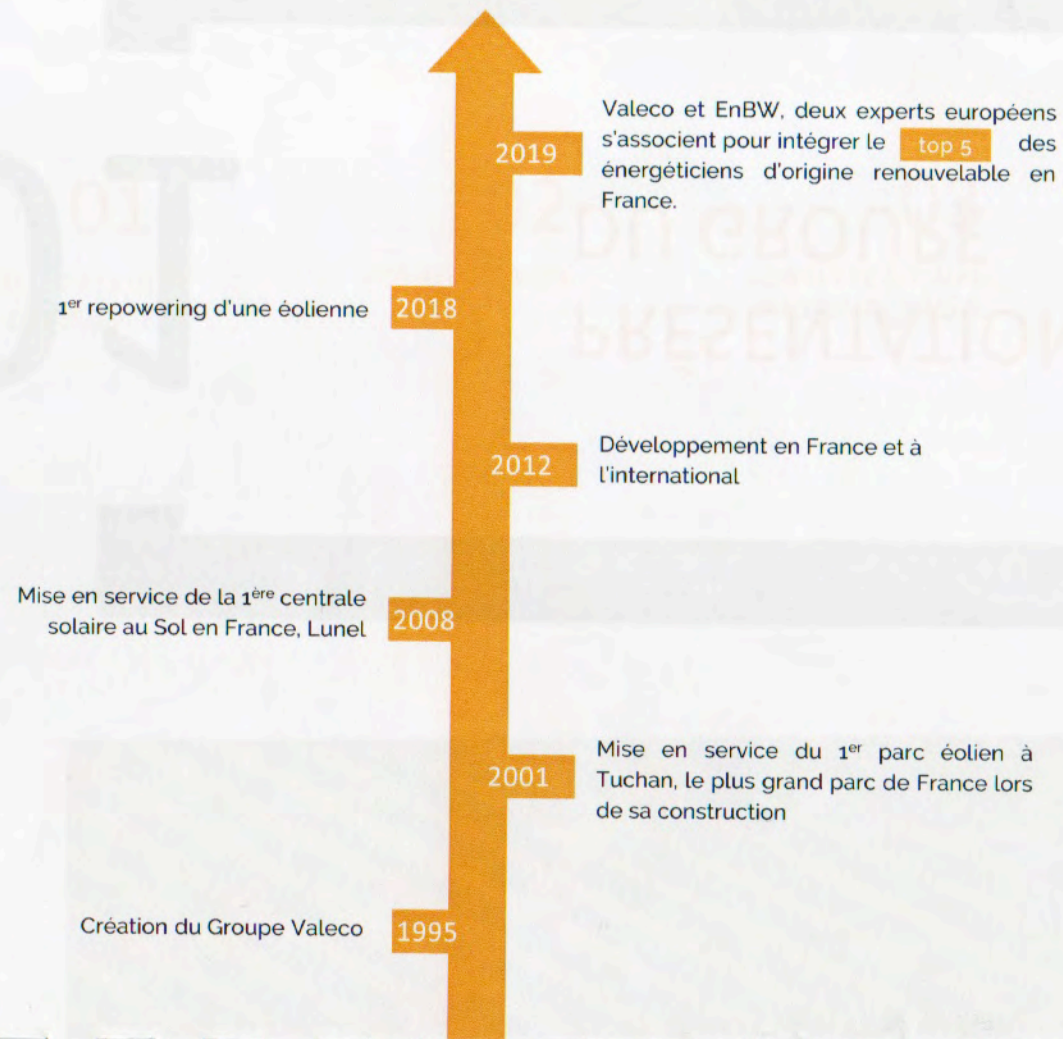 Valeco et EnBW, deux experts européens
2019 s'associent pour intégrer le top 5 des
énergéticiens d'origine renouvelable en
France.
1er repowering d'une éolienne 2018
Développement en France et à
2012 l'international
Mise en service de la 1ère centrale
solaire au Sol en France, Lunel 2008
Mise en service du 1er parc éolien à
2001 Tuchan, le plus grand parc de France lors
de sa construction
Création du Groupe Valeco 1995
DU GROUPE
PRÉSENTATION